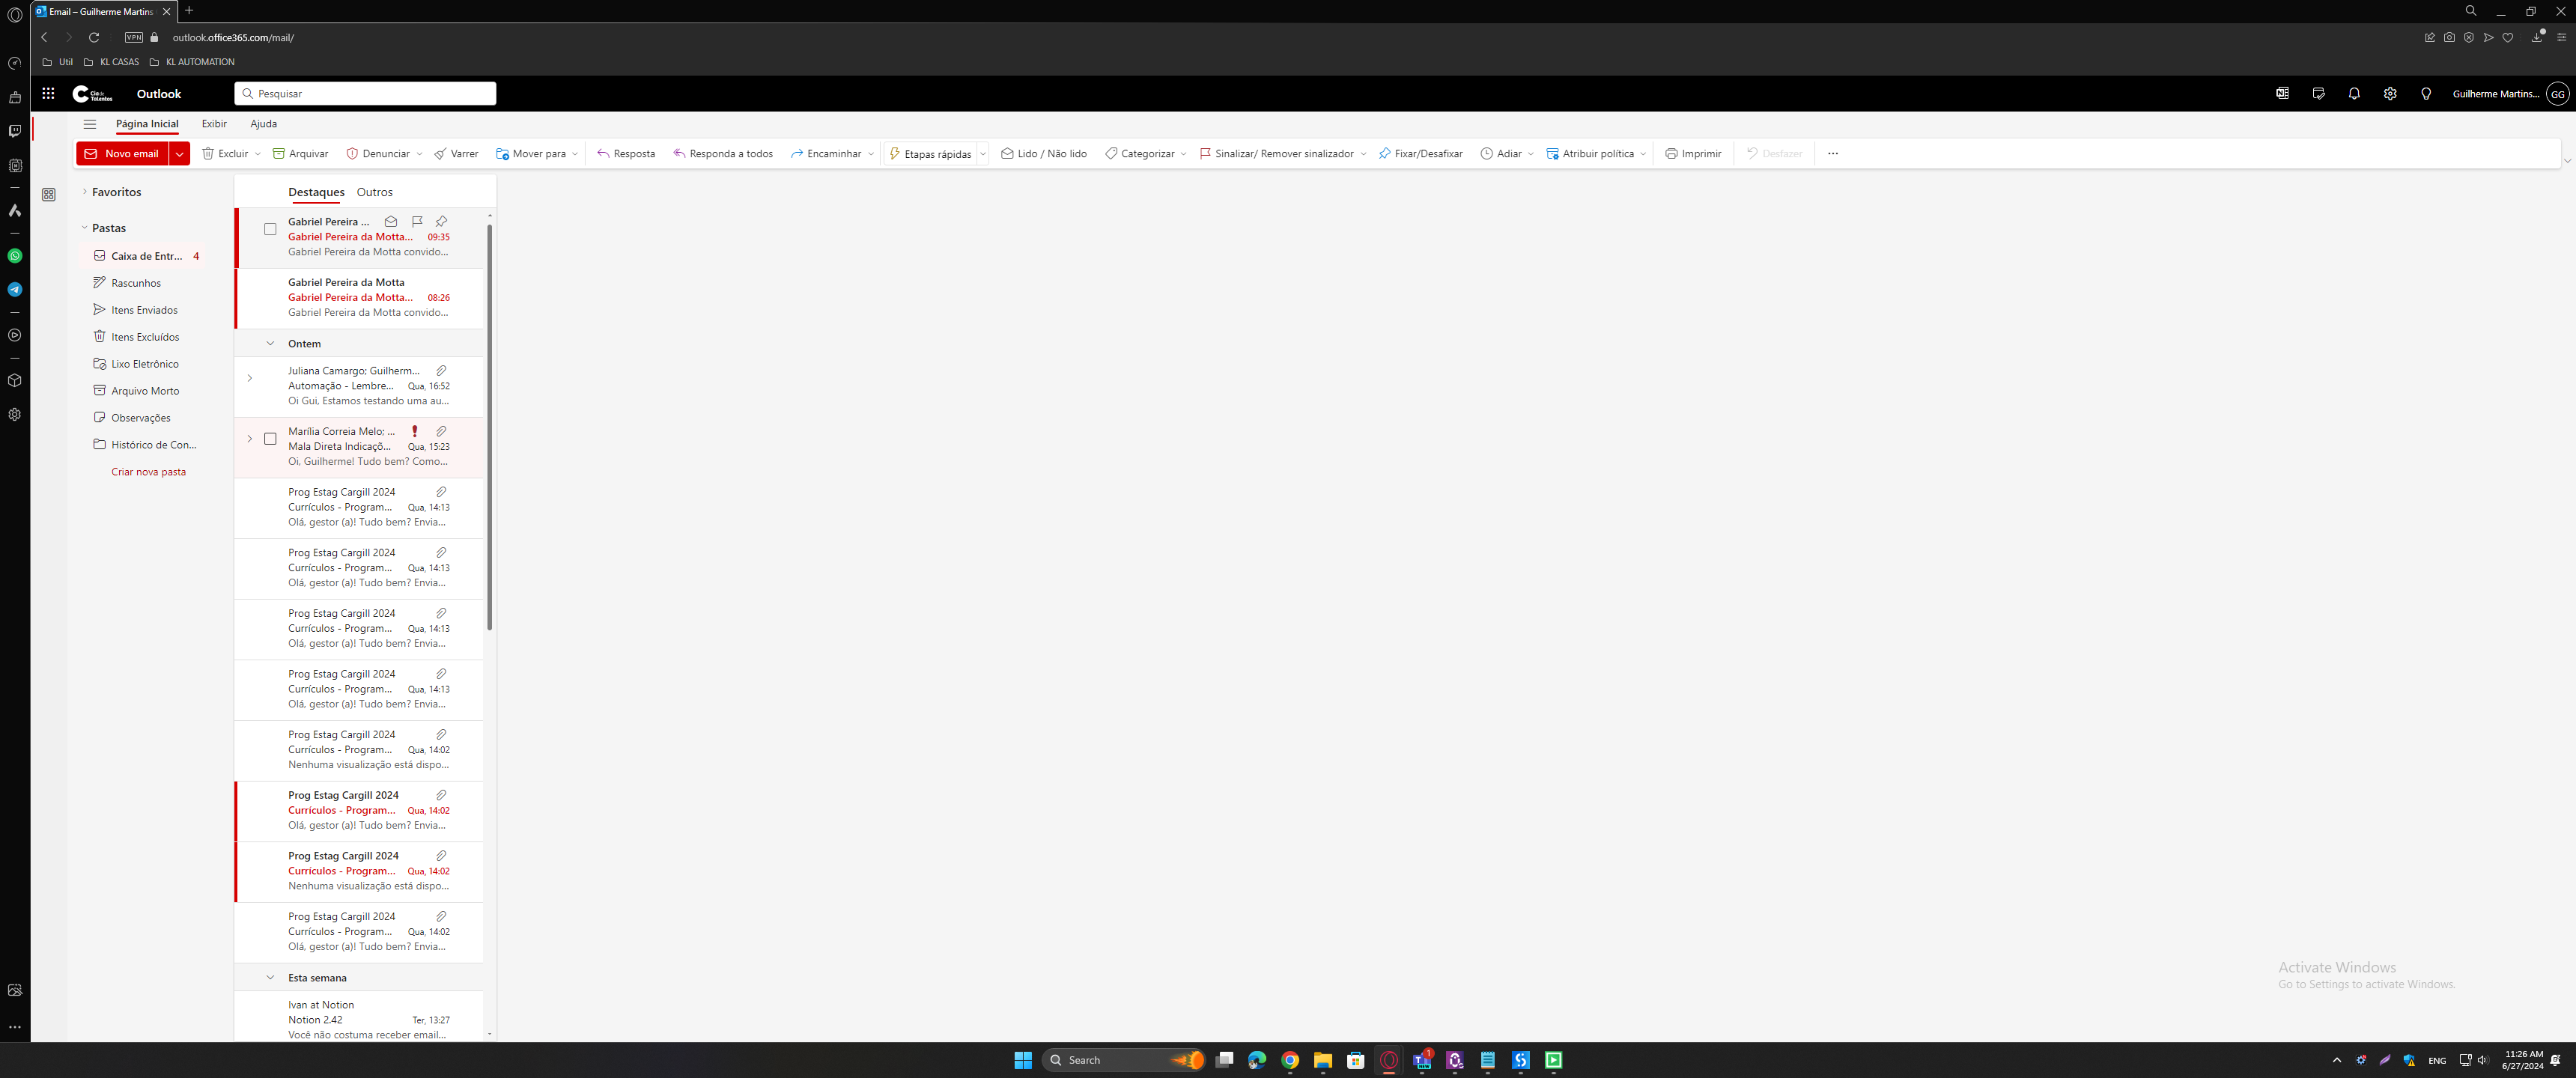 Email – Guilherme Martins
VPN
outlook.office365.com/mail/
Util
KL CASAS
KL AUTOMATION
Cia de Talentos
Outlook
Pesquisar
Guilherme Martins...
GG
Página Inicial
Exibir
Ajuda
Novo email
Excluir
Arquivar
Denunciar
Varrer
Mover para
Resposta
Responda a todos
Encaminhar
Etapas rápidas
Lido / Não lido
Categorizar
Sinalizar/ Remover sinalizador
Fixar/Desafixar
Adiar
Atribuir política
Imprimir
Desfazer
Favoritos
Pastas
Caixa de Entr... 4
Rascunhos
Itens Enviados
Itens Excluídos
Lixo Eletrônico
Arquivo Morto
Observações
Histórico de Con...
Criar nova pasta
Destaques
Outros
Gabriel Pereira ...
Gabriel Pereira da Motta... 09:35
Gabriel Pereira da Motta convido...
Gabriel Pereira da Motta
Gabriel Pereira da Motta... 08:26
Gabriel Pereira da Motta convido...
Ontem
Juliana Camargo; Guilherm...
Automação - Lembre... Qua, 16:52
Oi Gui, Estamos testando uma au...
Marília Correia Melo; ...
Mala Direta Indicaçõ... Qua, 15:23
Oi, Guilherme! Tudo bem? Como...
Prog Estag Cargill 2024
Currículos - Program... Qua, 14:13
Olá, gestor (a)! Tudo bem? Envia...
Prog Estag Cargill 2024
Currículos - Program... Qua, 14:13
Olá, gestor (a)! Tudo bem? Envia...
Prog Estag Cargill 2024
Currículos - Program... Qua, 14:13
Olá, gestor (a)! Tudo bem? Envia...
Prog Estag Cargill 2024
Currículos - Program... Qua, 14:13
Olá, gestor (a)! Tudo bem? Envia...
Prog Estag Cargill 2024
Currículos - Program... Qua, 14:02
Nenhuma visualização está dispo...
Prog Estag Cargill 2024
Currículos - Program... Qua, 14:02
Olá, gestor (a)! Tudo bem? Envia...
Prog Estag Cargill 2024
Currículos - Program... Qua, 14:02
Nenhuma visualização está dispo...
Prog Estag Cargill 2024
Currículos - Program... Qua, 14:02
Olá, gestor (a)! Tudo bem? Envia...
Esta semana
Ivan at Notion
Notion 2.42 Ter, 13:27
Você não costuma receber email...
Activate Windows
Go to Settings to activate Windows.
Search
1
NEW
ENG
11:26 AM
6/27/2024